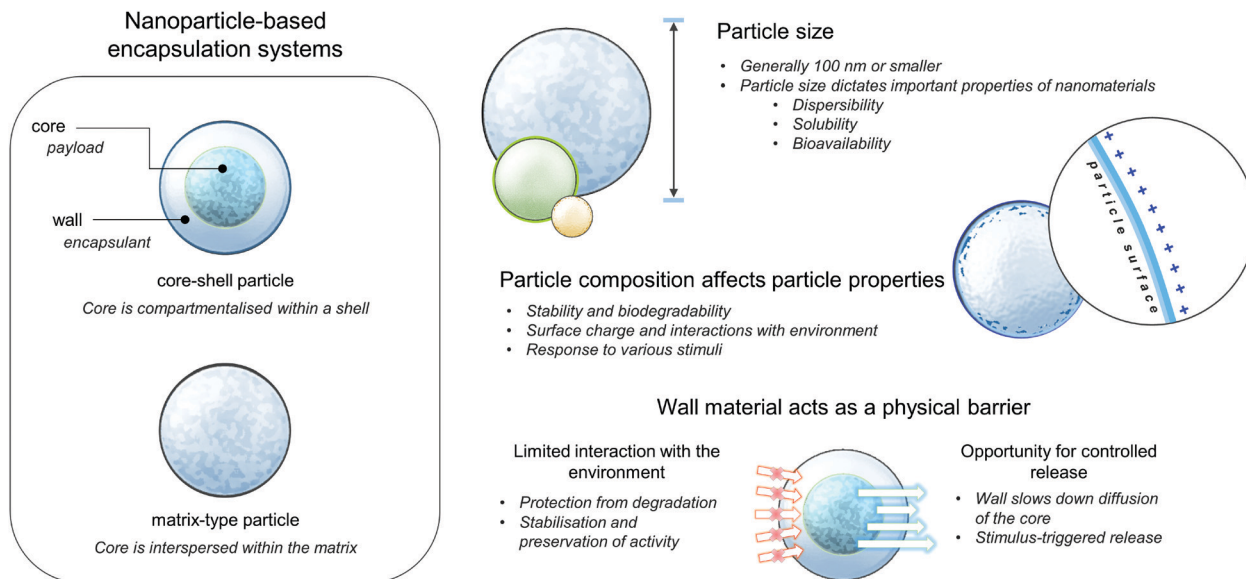 Nanoparticle-based
encapsulation systems
core
payload
wall
encapsulant
core-shell particle
Core is compartmentalised within a shell
matrix-type particle
Core is interspersed within the matrix
Particle size
• Generally 100 nm or smaller
• Particle size dictates important properties of nanomaterials
• Dispersibility
• Solubility
• Bioavailability
particle surface
+ + + + + + + + + +
Particle composition affects particle properties
• Stability and biodegradability
• Surface charge and interactions with environment
• Response to various stimuli
Wall material acts as a physical barrier
Limited interaction with the
environment
• Protection from degradation
• Stabilisation and
preservation of activity
Opportunity for controlled
release
• Wall slows down diffusion
of the core
• Stimulus-triggered release